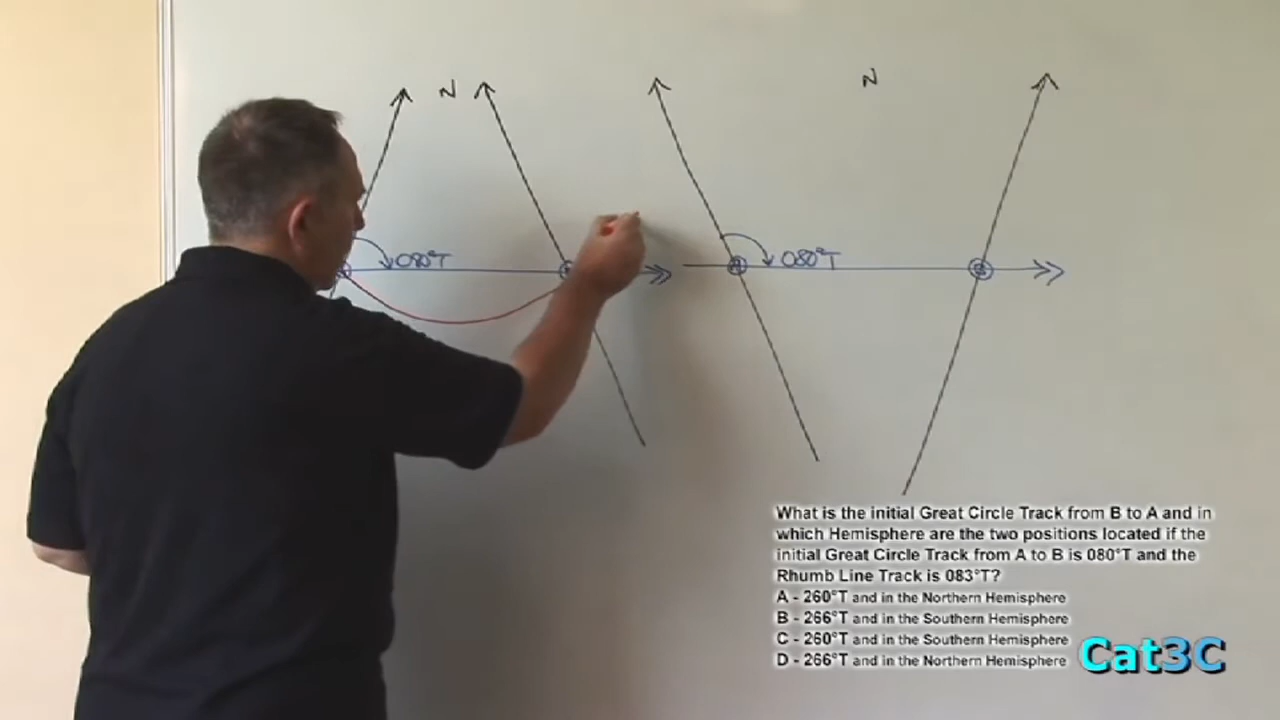 N
N
080°T
080°T
A
B
What is the initial Great Circle Track from B to A and in
which Hemisphere are the two positions located if the
initial Great Circle Track from A to B is 080°T and the
Rhumb Line Track is 083°T?
A - 260°T and in the Northern Hemisphere
B - 266°T and in the Southern Hemisphere
C - 260°T and in the Southern Hemisphere
D - 266°T and in the Northern Hemisphere
Cat3C